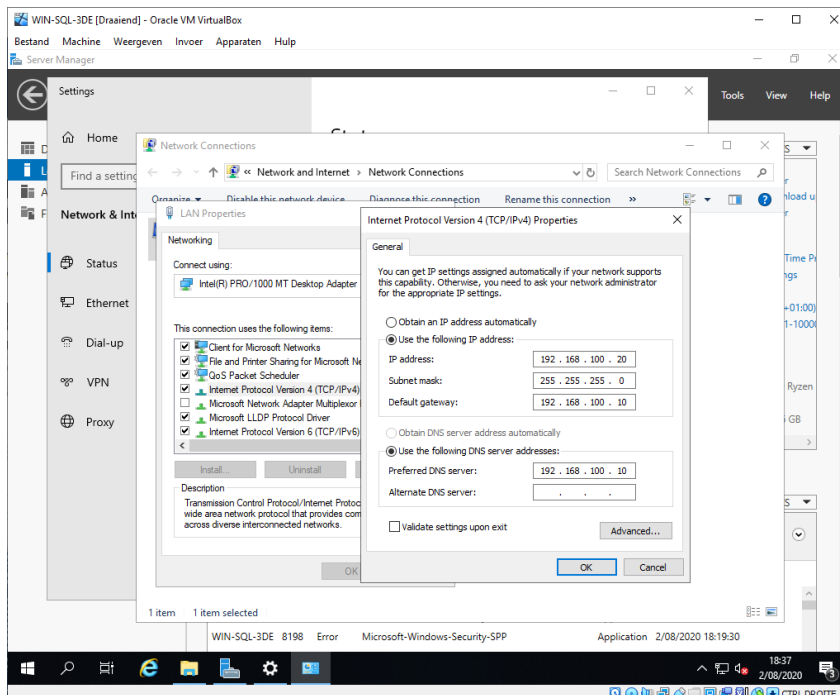 WIN-SQL-3DE [Draaiend] - Oracle VM VirtualBox
Bestand Machine Weergeven Invoer Apparaten Hulp
Server Manager
Settings
Tools View Help
Home
Network Connections
Find a setting
« Network and Internet › Network Connections
Search Network Connections
Organize Disable this network device Diagnose this connection Rename this connection »
Network & Int
LAN Properties
Internet Protocol Version 4 (TCP/IPv4) Properties
Networking
General
Status
Connect using:
Intel(R) PRO/1000 MT Desktop Adapter
You can get IP settings assigned automatically if your network supports
this capability. Otherwise, you need to ask your network administrator
for the appropriate IP settings.
Time Pr
ngs
Ethernet
+01:00)
1-1000
Obtain an IP address automatically
This connection uses the following items:
Use the following IP address:
Dial-up
Client for Microsoft Networks
File and Printer Sharing for Microsoft Ne
QoS Packet Scheduler
Internet Protocol Version 4 (TCP/IPv4)
Microsoft Network Adapter Multiplexor
Microsoft LLDP Protocol Driver
Internet Protocol Version 6 (TCP/IPv6)
IP address: 192 . 168 . 100 . 20
Subnet mask: 255 . 255 . 255 . 0
Default gateway: 192 . 168 . 100 . 10
VPN
Ryzen
Proxy
GB
Obtain DNS server address automatically
Use the following DNS server addresses:
Install... Uninstall
Preferred DNS server: 192 . 168 . 100 . 10
Alternate DNS server: . . .
Description
Transmission Control Protocol/Internet Protoc
wide area network protocol that provides com
across diverse interconnected networks.
Validate settings upon exit
Advanced...
OK
OK Cancel
1 item 1 item selected
WIN-SQL-3DE 8198 Error Microsoft-Windows-Security-SPP Application 2/08/2020 18:19:30
18:37
2/08/2020
3
CTRL DROITE